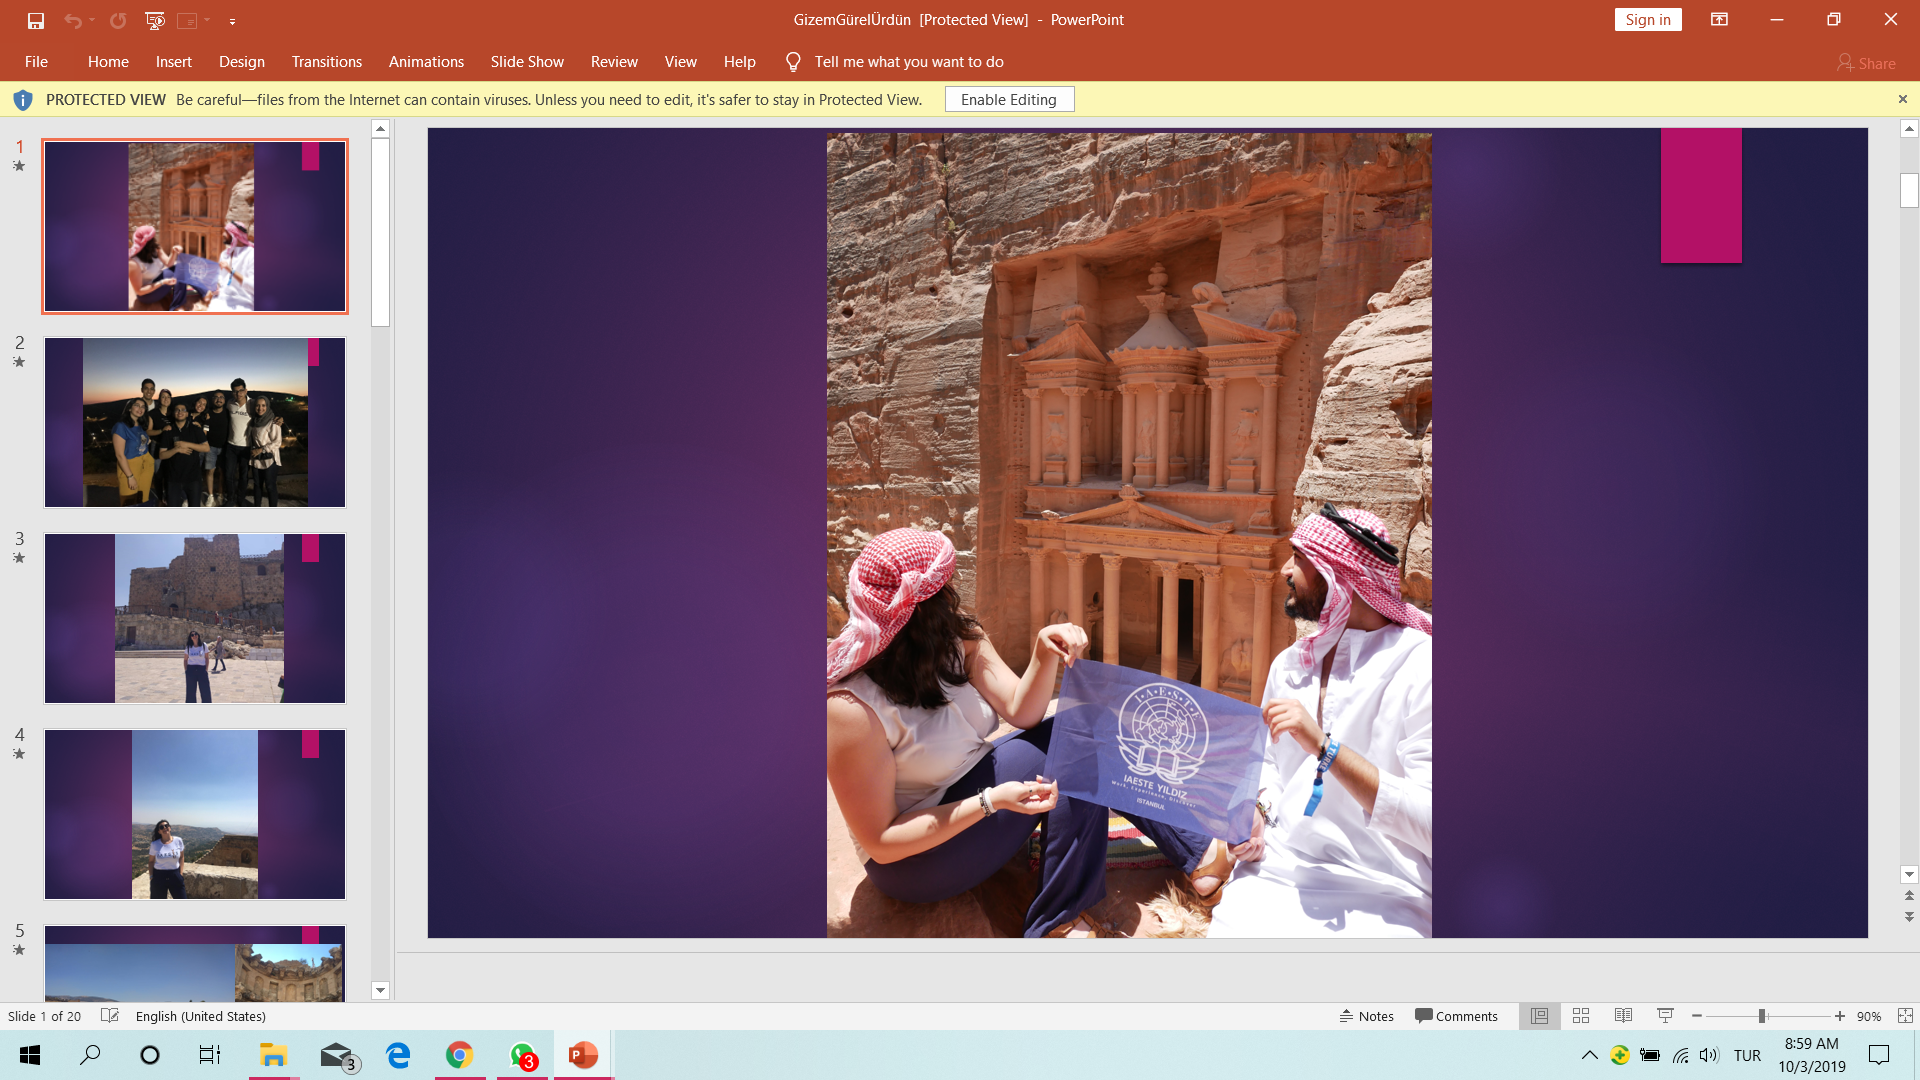 GizemGürelÜrdün [Protected View] - PowerPoint
Sign in
File Home Insert Design Transitions Animations Slide Show Review View Help Tell me what you want to do
Share
PROTECTED VIEW Be careful—files from the Internet can contain viruses. Unless you need to edit, it's safer to stay in Protected View. Enable Editing
1
2
3
4
5
I.A.E.S.T.E
IAESTE YILDIZ
Work, Experience, Discover
ISTANBUL
Slide 1 of 20 English (United States) Notes Comments 90%
3
3
TUR
8:59 AM
10/3/2019